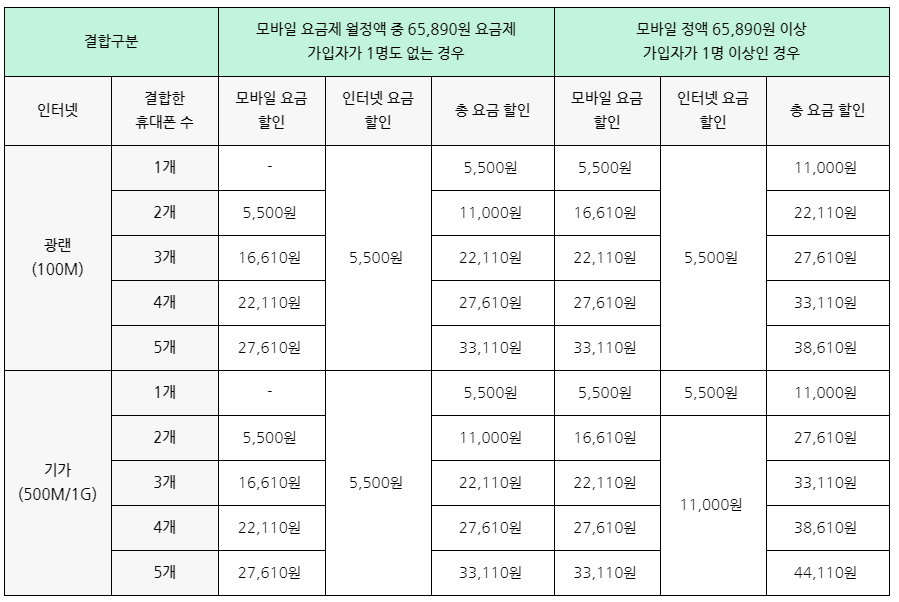 결합구분
모바일 요금제 월정액 중 65,890원 요금제
가입자가 1명도 없는 경우
모바일 정액 65,890원 이상
가입자가 1명 이상인 경우
인터넷
결합한
휴대폰 수
모바일 요금
할인
인터넷 요금
할인
총 요금 할인
모바일 요금
할인
인터넷 요금
할인
총 요금 할인
광랜
(100M)
1개
-
5,500원
5,500원
5,500원
5,500원
11,000원
2개
5,500원
11,000원
16,610원
22,110원
3개
16,610원
22,110원
22,110원
27,610원
4개
22,110원
27,610원
27,610원
33,110원
5개
27,610원
33,110원
33,110원
38,610원
기가
(500M/1G)
1개
-
5,500원
5,500원
5,500원
5,500원
11,000원
2개
5,500원
11,000원
16,610원
11,000원
27,610원
3개
16,610원
22,110원
22,110원
33,110원
4개
22,110원
27,610원
27,610원
38,610원
5개
27,610원
33,110원
33,110원
44,110원